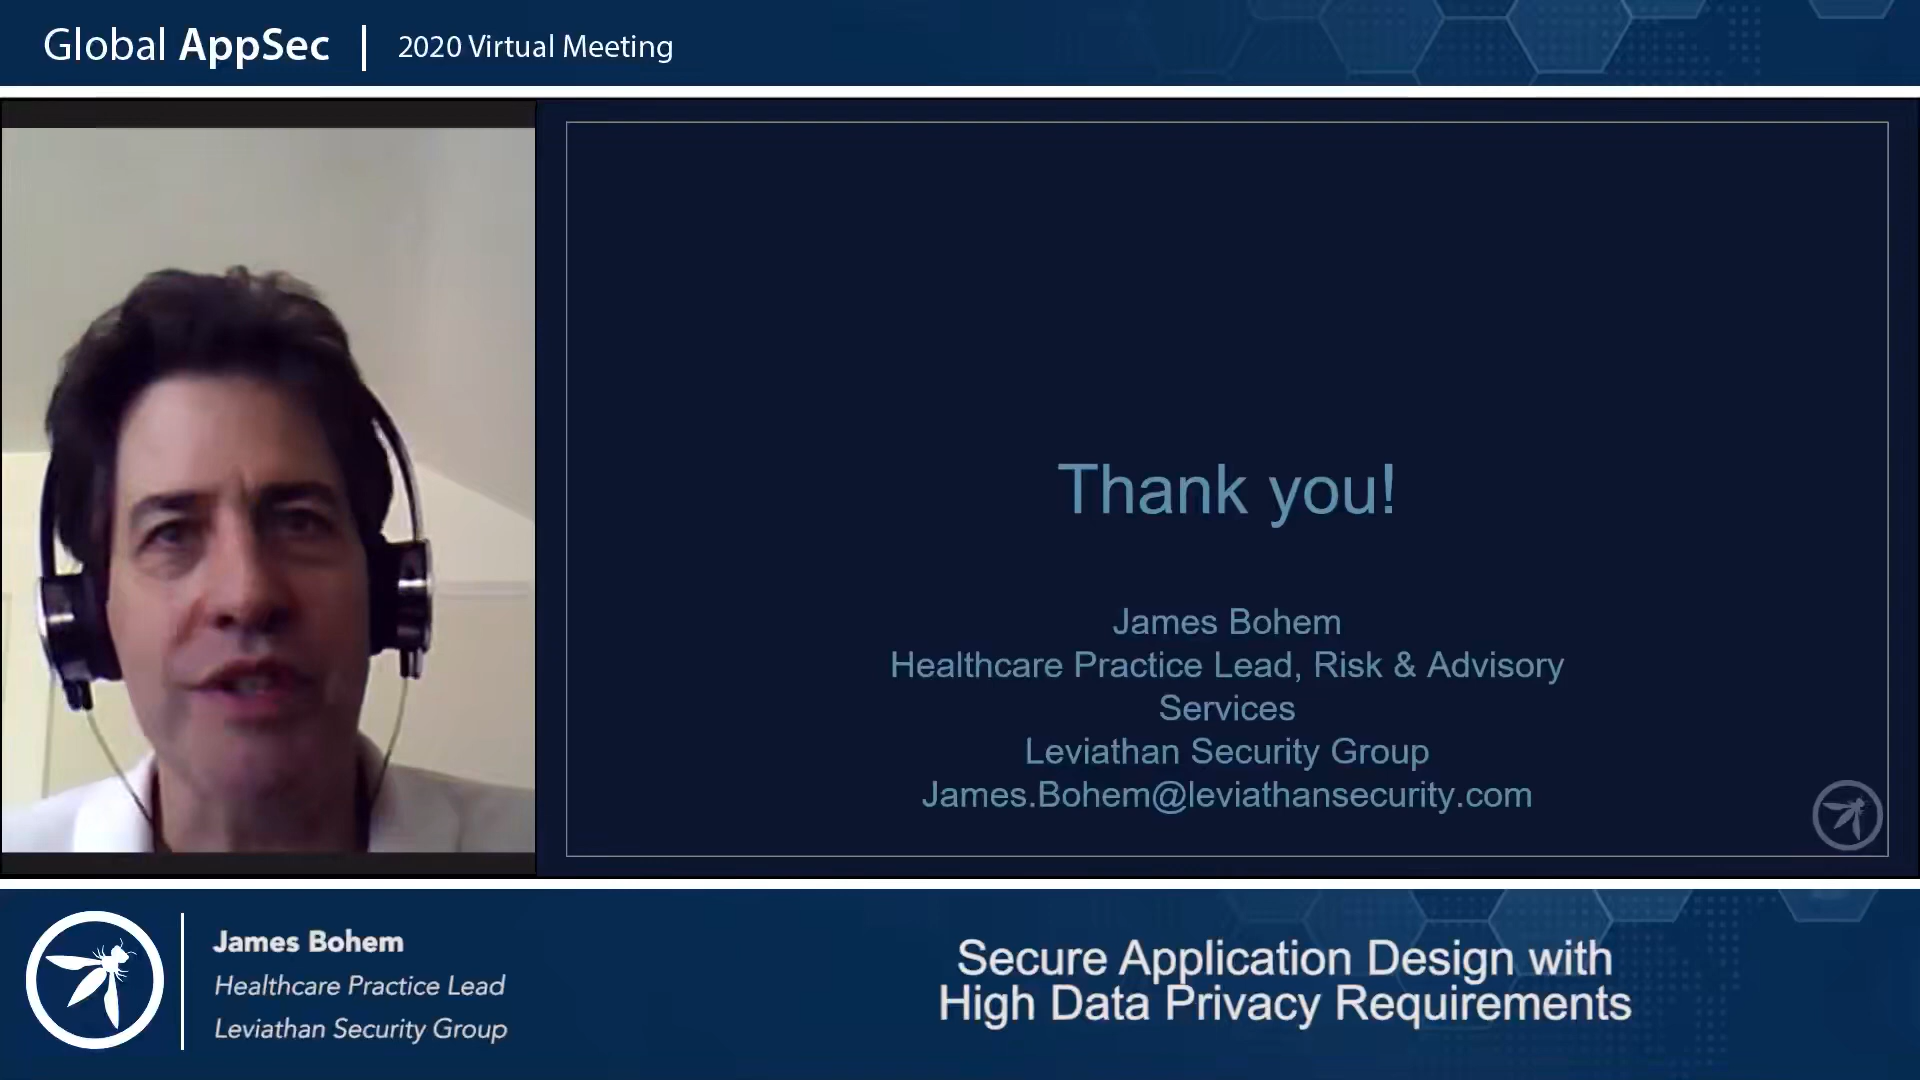 Global AppSec | 2020 Virtual Meeting
Thank you!
James Bohem
Healthcare Practice Lead, Risk & Advisory
Services
Leviathan Security Group
James.Bohem@leviathansecurity.com
James Bohem
Healthcare Practice Lead
Leviathan Security Group
Secure Application Design with
High Data Privacy Requirements